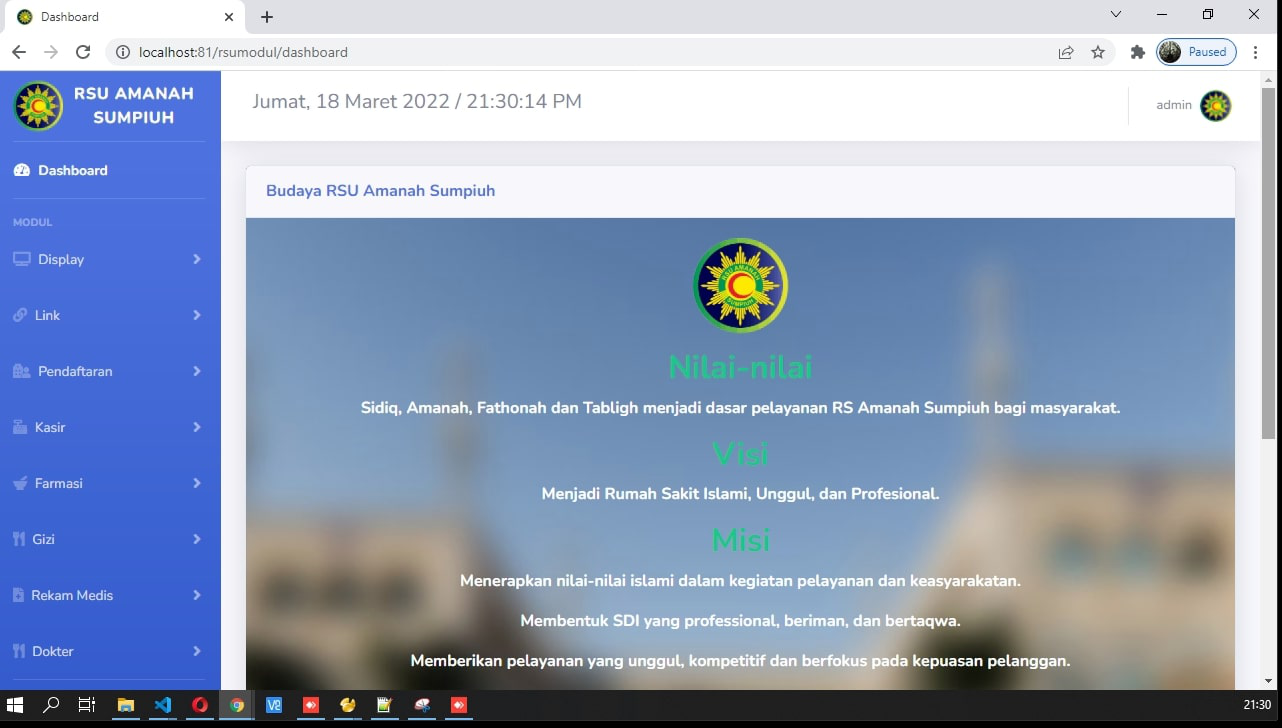 Dashboard
localhost:81/rsumodul/dashboard
Paused
RSU AMANAH
SUMPIUH
Jumat, 18 Maret 2022 / 21:30:14 PM
admin
Dashboard
MODUL
Display
Link
Pendaftaran
Kasir
Farmasi
Gizi
Rekam Medis
Dokter
Budaya RSU Amanah Sumpiuh
RSU AMANAH
SUMPIUH
Nilai-nilai
Sidiq, Amanah, Fathonah dan Tabligh menjadi dasar pelayanan RS Amanah Sumpiuh bagi masyarakat.
Visi
Menjadi Rumah Sakit Islami, Unggul, dan Profesional.
Misi
Menerapkan nilai-nilai islami dalam kegiatan pelayanan dan keasyarakatan.
Membentuk SDI yang professional, beriman, dan bertaqwa.
Memberikan pelayanan yang unggul, kompetitif dan berfokus pada kepuasan pelanggan.
21:30